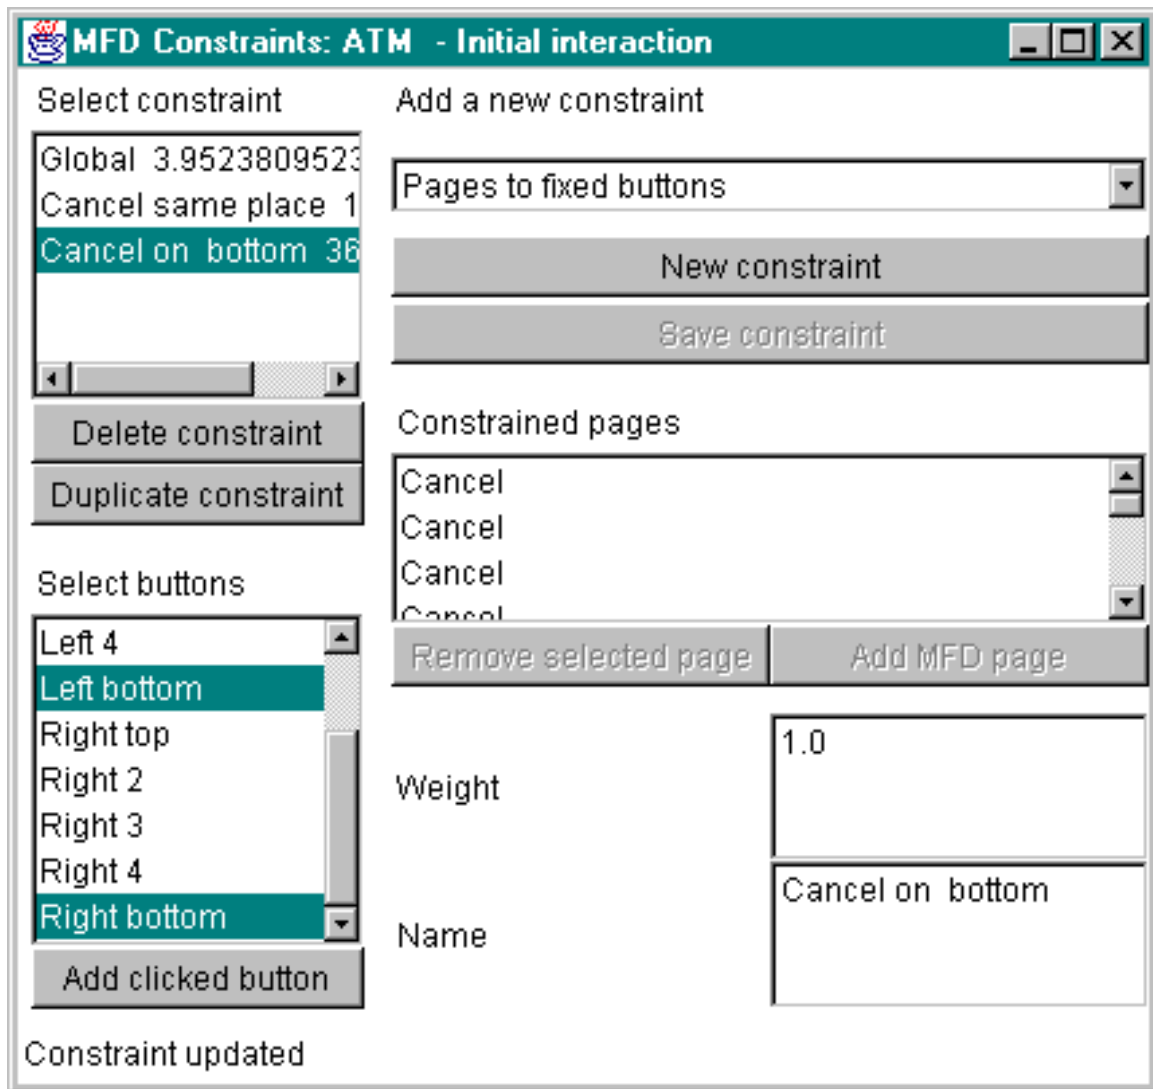 MFD Constraints: ATM - Initial interaction
Select constraint
Global 3.9523809523
Cancel same place 1
Cancel on bottom 36
Delete constraint
Duplicate constraint
Select buttons
Left 4
Left bottom
Right top
Right 2
Right 3
Right 4
Right bottom
Add clicked button
Add a new constraint
Pages to fixed buttons
New constraint
Save constraint
Constrained pages
Cancel
Cancel
Cancel
Cancel
Remove selected page
Add MFD page
Weight
1.0
Name
Cancel on bottom
Constraint updated